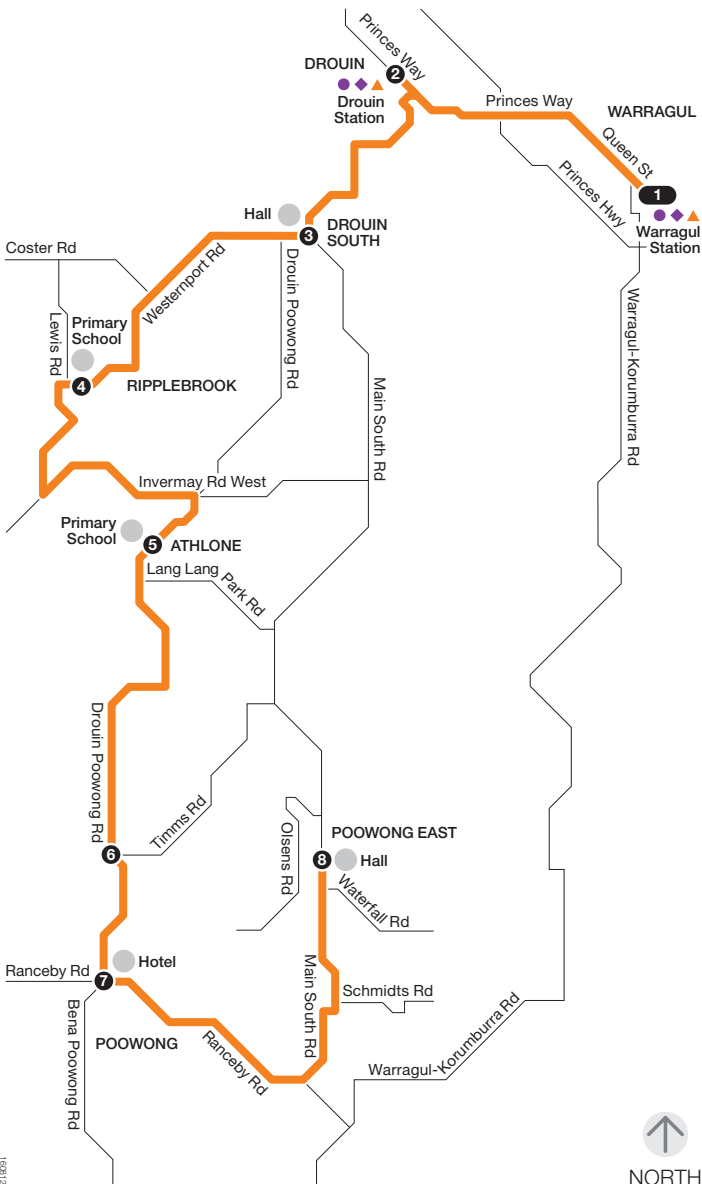 Princes Way
DROUIN
2
Drouin
Station
Princes Way
WARRAGUL
Queen St
1
Princes Hwy
Warragul
Station
Hall
3
DROUIN
SOUTH
Coster Rd
Westernport Rd
Drouin Poowong Rd
Warragul-Korumburra Rd
Lewis Rd
Primary
School
4
RIPPLEBROOK
Main South Rd
Invermay Rd West
Primary
School
5
ATHLONE
Lang Lang
Park Rd
Drouin Poowong Rd
Timms Rd
6
Olsens Rd
POOWONG EAST
8
Hall
Waterfall Rd
Hotel
Ranceby Rd
7
Main South Rd
Schmidts Rd
Bena Poowong Rd
POOWONG
Ranceby Rd
Warragul-Korumburra Rd
NORTH
160812